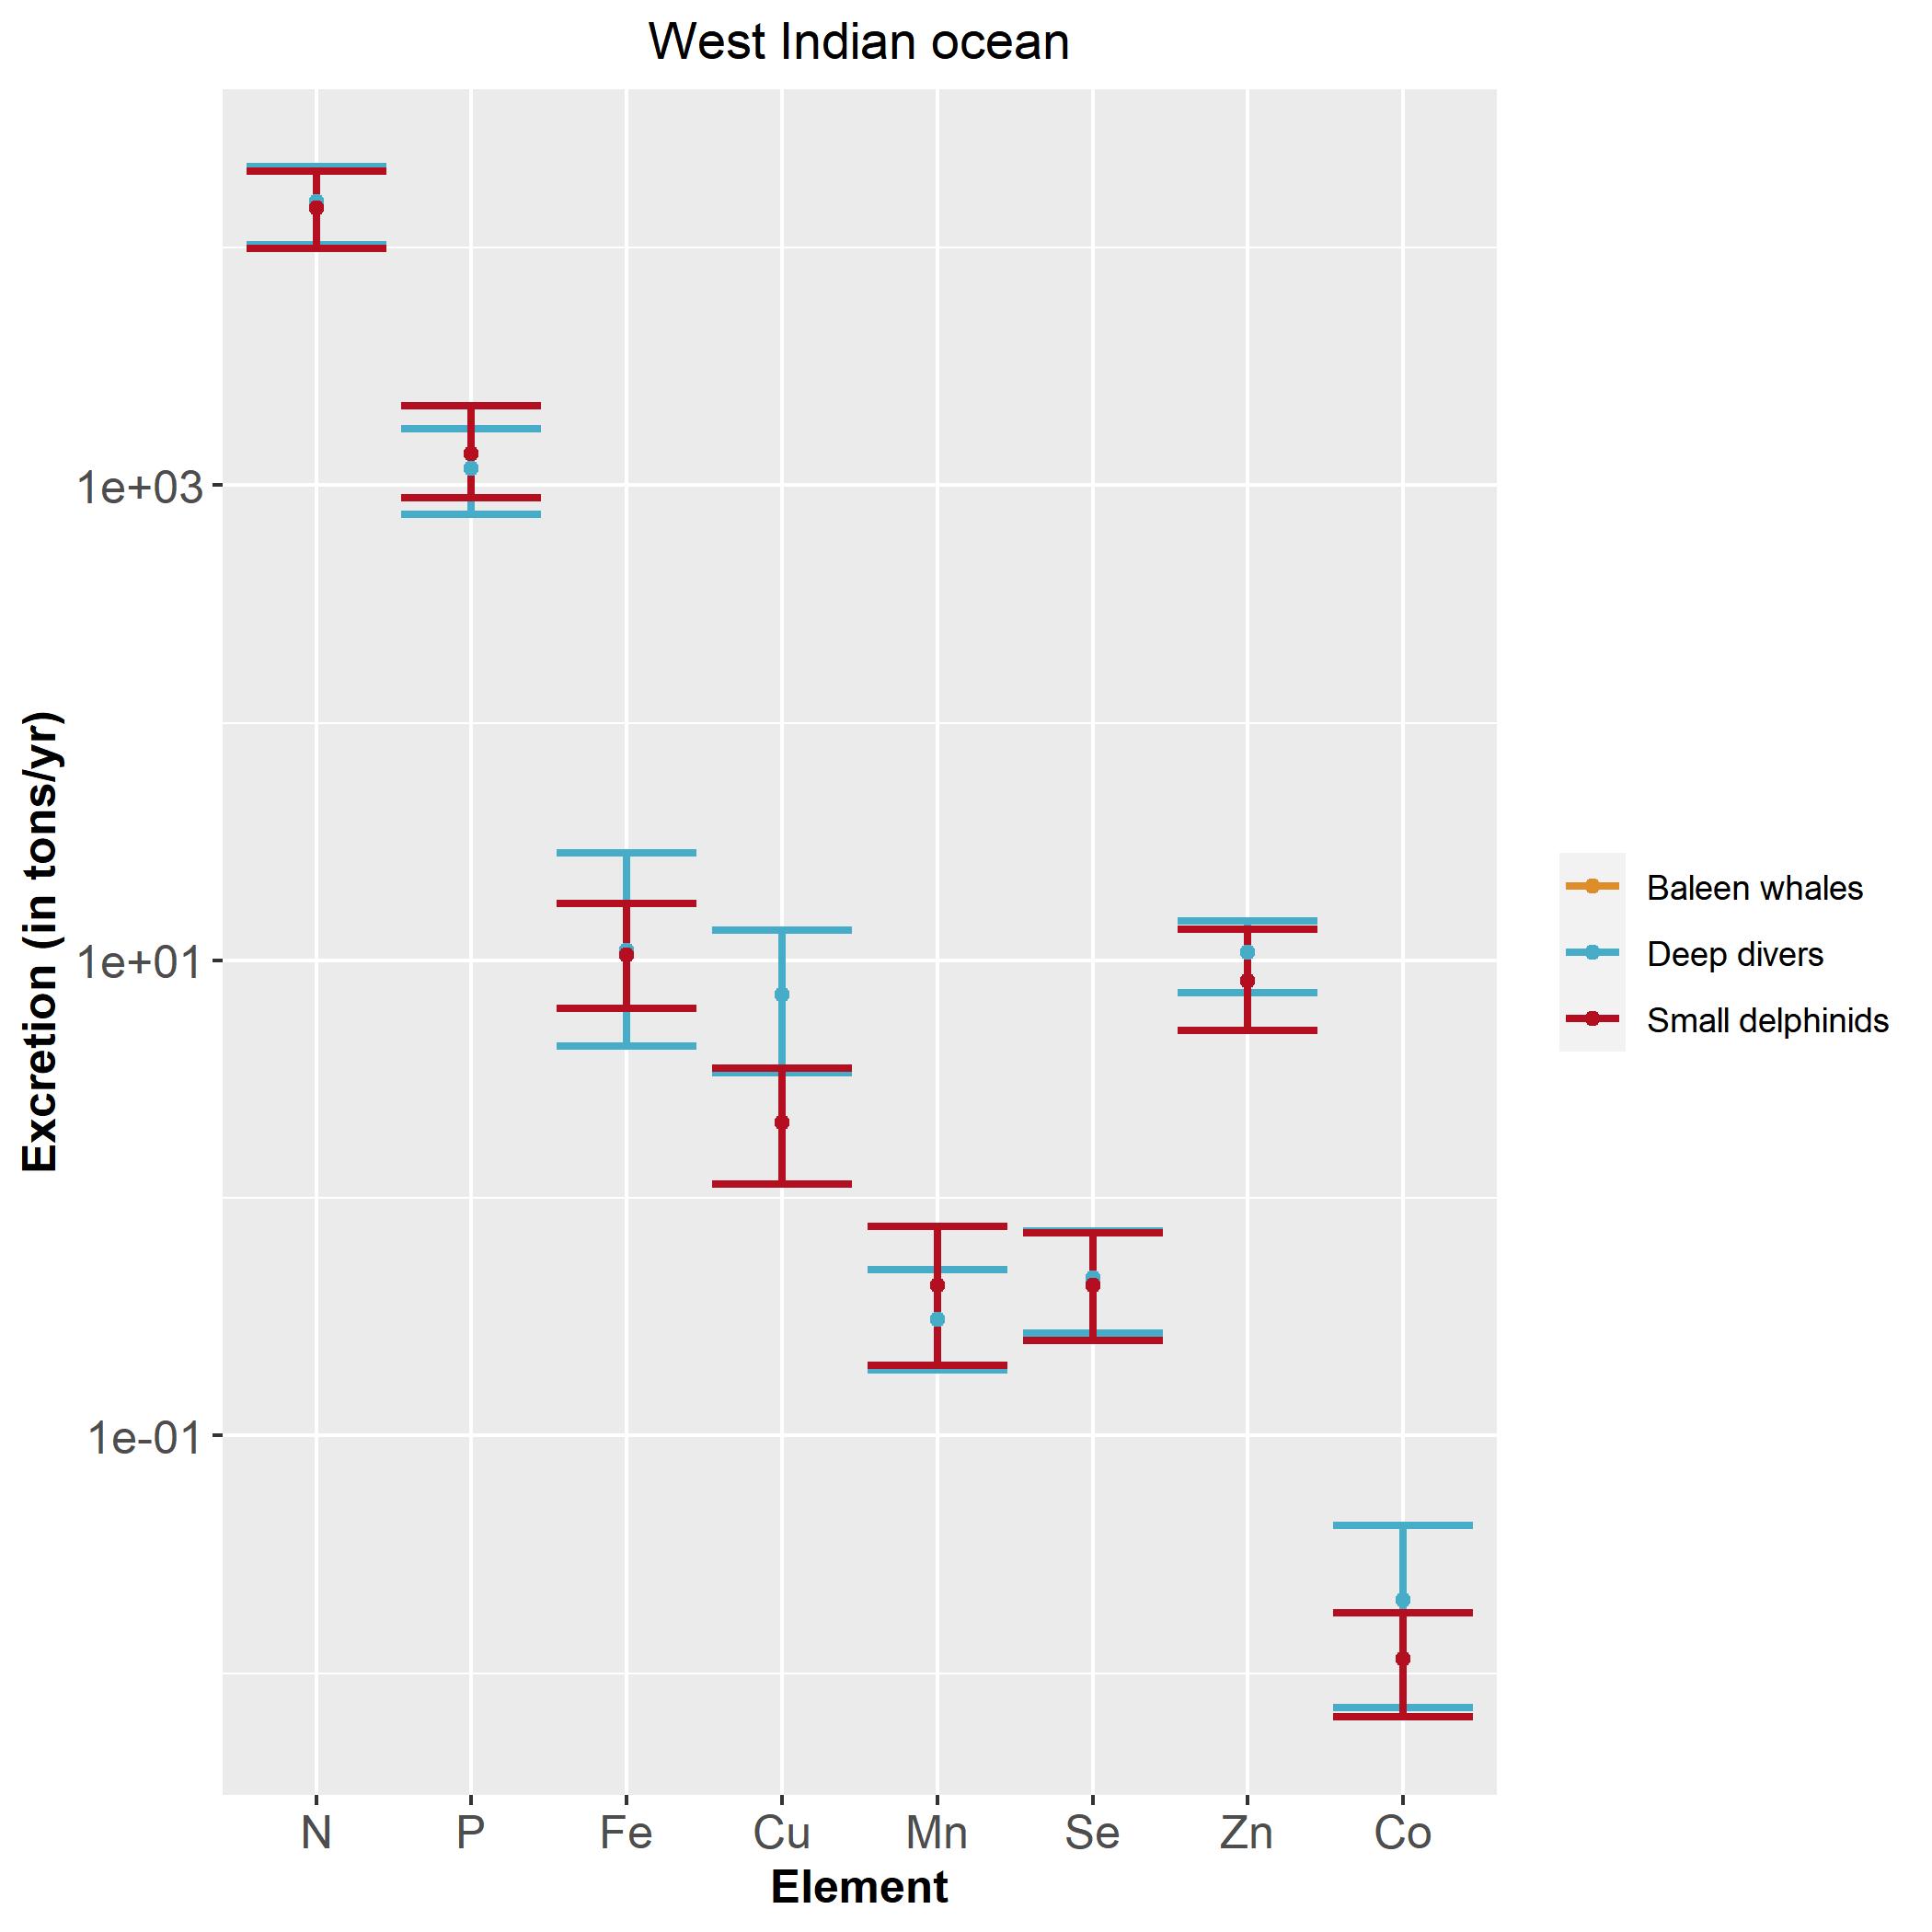 West Indian ocean
Excretion (in tons/yr)
1e+03
1e+01
1e-01
N P Fe Cu Mn Se Zn Co
Element
Baleen whales
Deep divers
Small delphinids